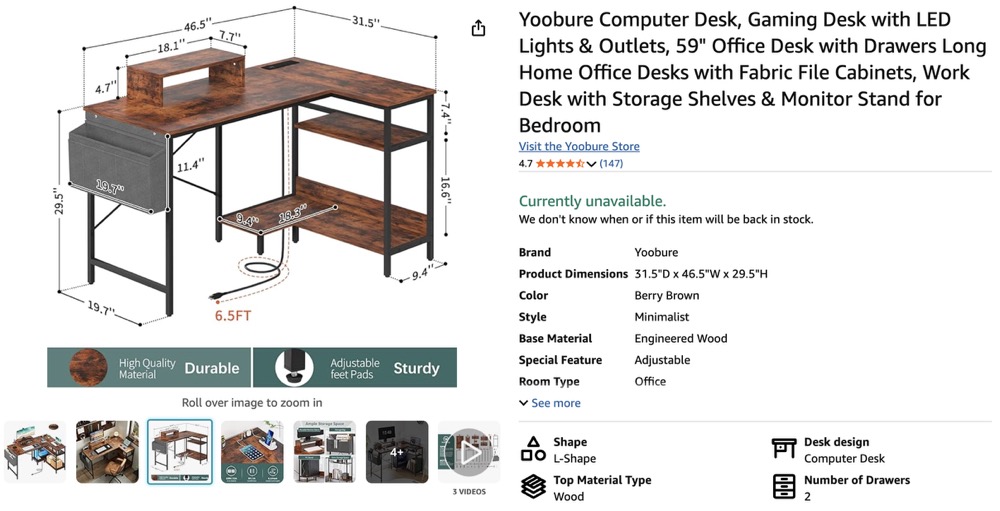 46.5''
31.5''
18.1''
7.7''
4.7''
7.4''
11.4''
19.7''
29.5''
16.6''
9.4''
18.3''
9.4''
19.7''
6.5FT
High Quality
Material
Durable
Adjustable
feet Pads
Sturdy
Roll over image to zoom in
4+
3 VIDEOS
Yoobure Computer Desk, Gaming Desk with LED
Lights & Outlets, 59" Office Desk with Drawers Long
Home Office Desks with Fabric File Cabinets, Work
Desk with Storage Shelves & Monitor Stand for
Bedroom
Visit the Yoobure Store
4.7 (147)
Currently unavailable.
We don't know when or if this item will be back in stock.
Brand Yoobure
Product Dimensions 31.5"D x 46.5"W x 29.5"H
Color Berry Brown
Style Minimalist
Base Material Engineered Wood
Special Feature Adjustable
Room Type Office
See more
Shape
L-Shape
Desk design
Computer Desk
Top Material Type
Wood
Number of Drawers
2